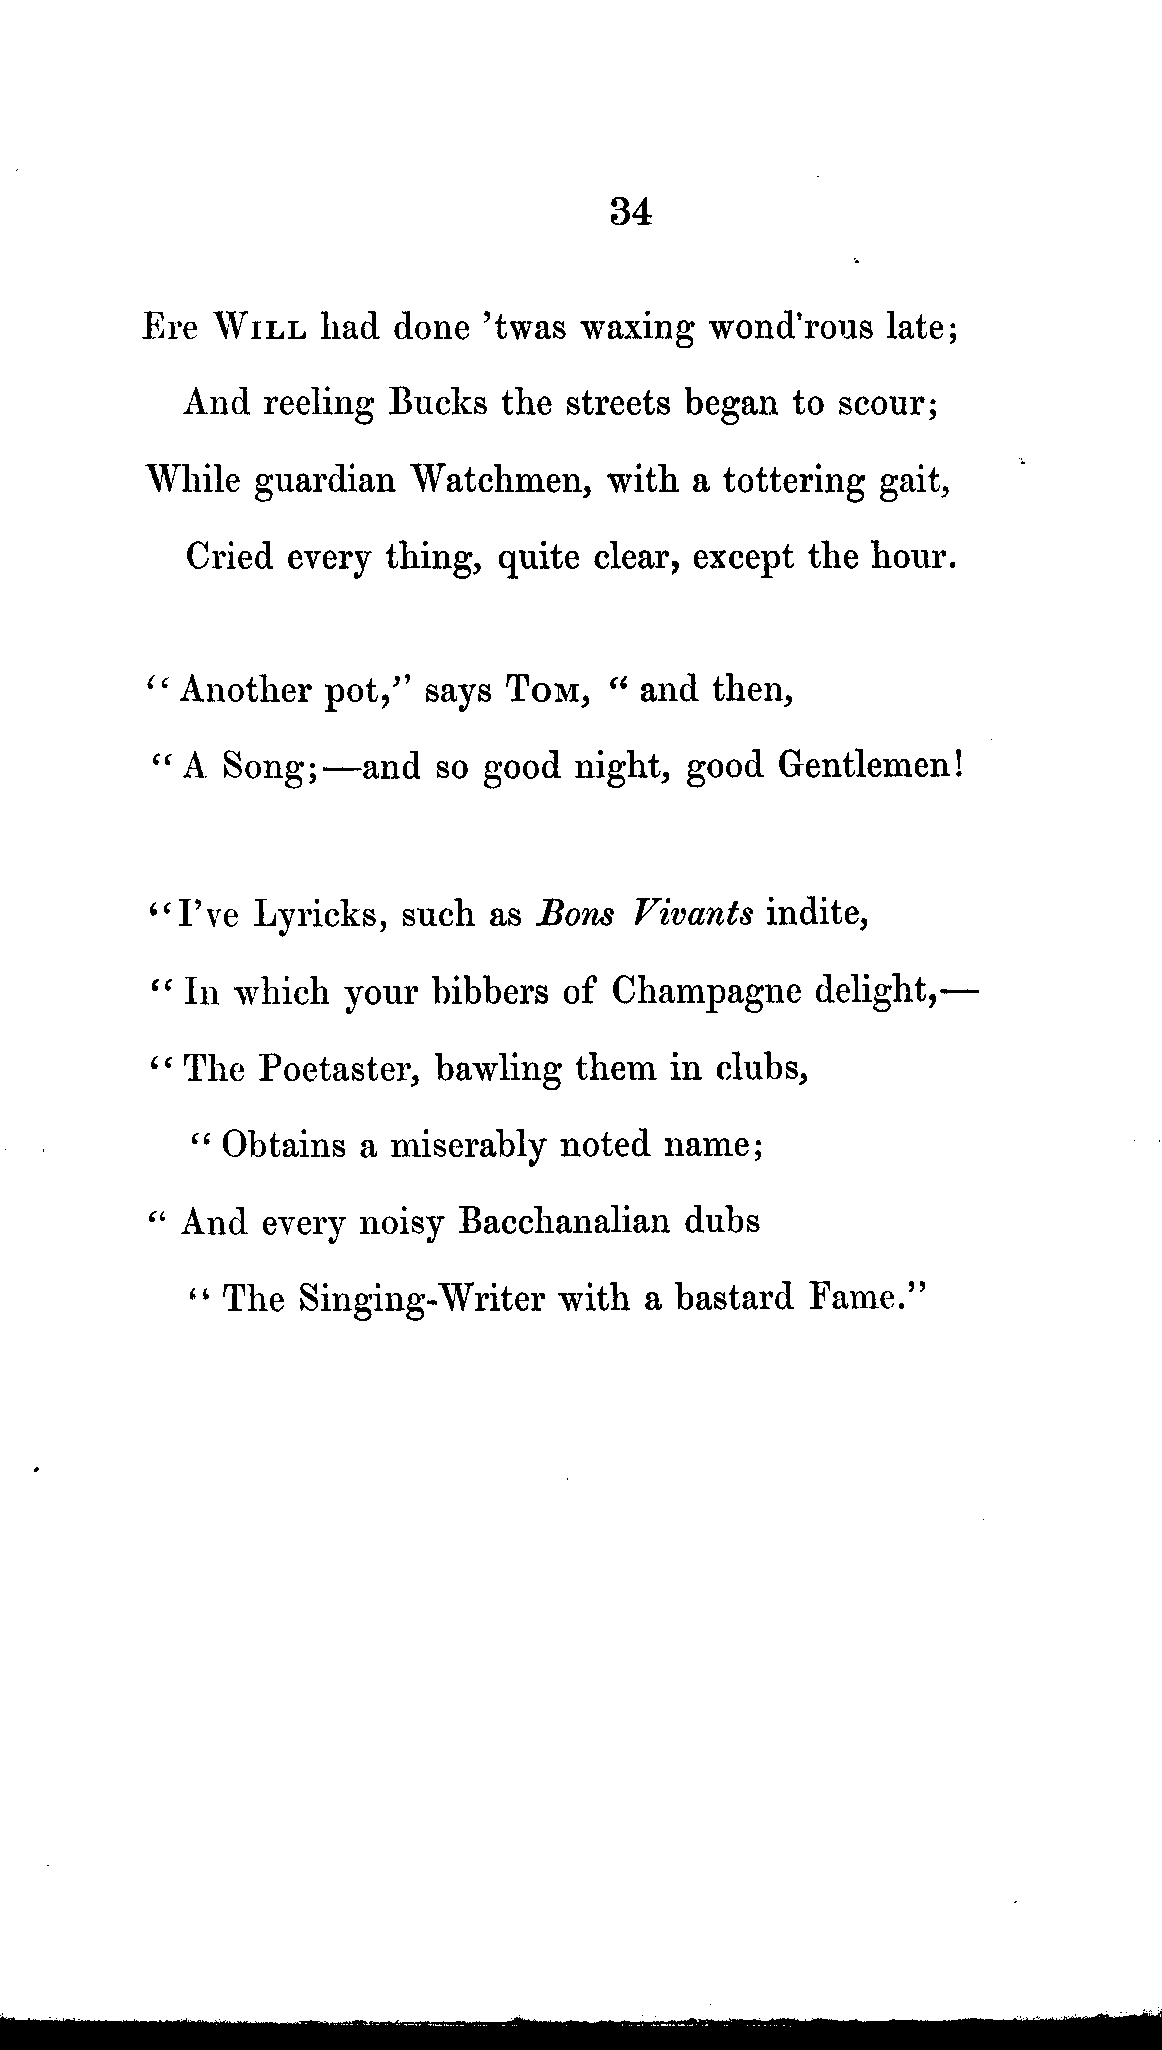 34
Ere WILL had done 'twas waxing wond'rous late;
And reeling Bucks the streets began to scour;
While guardian Watchmen, with a tottering gait,
Cried every thing, quite clear, except the hour.
“ Another pot,” says TOM, “ and then,
“ A Song;—and so good night, good Gentlemen!
“I've Lyricks, such as Bons Vivants indite,
“ In which your bibbers of Champagne delight,—
“ The Poetaster, bawling them in clubs,
“ Obtains a miserably noted name;
“ And every noisy Bacchanalian dubs
“ The Singing-Writer with a bastard Fame.”